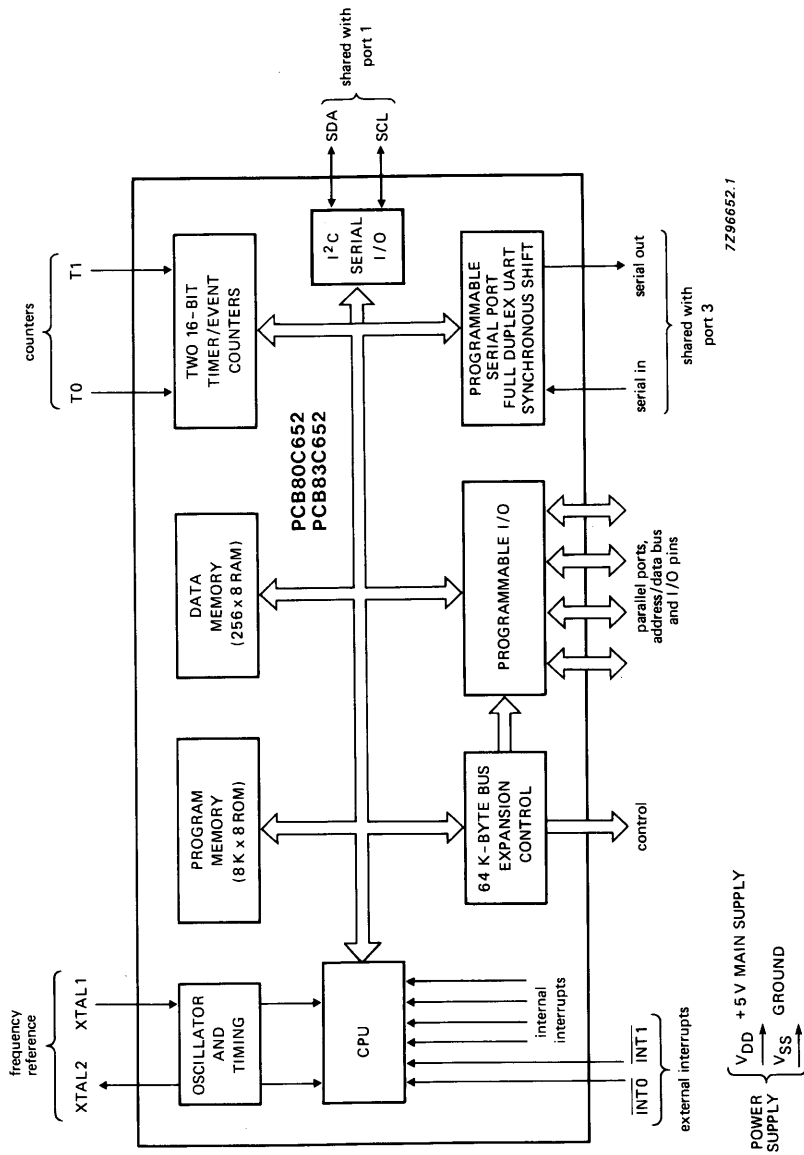 frequency
reference
XTAL2
XTAL1
counters
T0
T1
OSCILLATOR
AND
TIMING
PROGRAM
MEMORY
(8K x 8 ROM)
DATA
MEMORY
(256 x 8 RAM)
TWO 16-BIT
TIMER/EVENT
COUNTERS
PCB80C652
PCB83C652
CPU
I²C
SERIAL
I/O
SDA
SCL
shared with
port 1
internal
interrupts
64 K-BYTE BUS
EXPANSION
CONTROL
PROGRAMMABLE I/O
PROGRAMMABLE
SERIAL PORT
FULL DUPLEX UART
SYNCHRONOUS SHIFT
INT0
INT1
external interrupts
control
parallel ports,
address/data bus
and I/O pins
serial in
serial out
shared with
port 3
POWER
SUPPLY
VDD +5 V MAIN SUPPLY
VSS GROUND
7Z96652.1